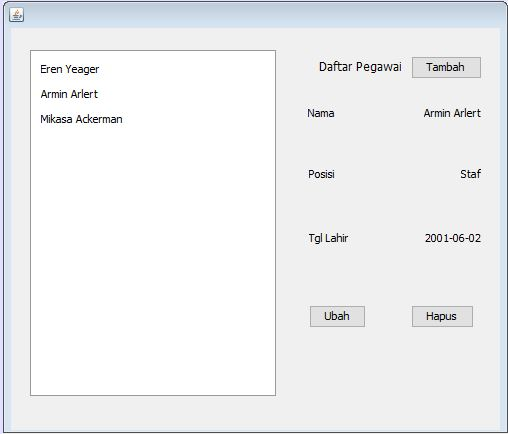 Eren Yeager
Armin Arlert
Mikasa Ackerman
Daftar Pegawai Tambah
Nama Armin Arlert
Posisi Staf
Tgl Lahir 2001-06-02
Ubah Hapus